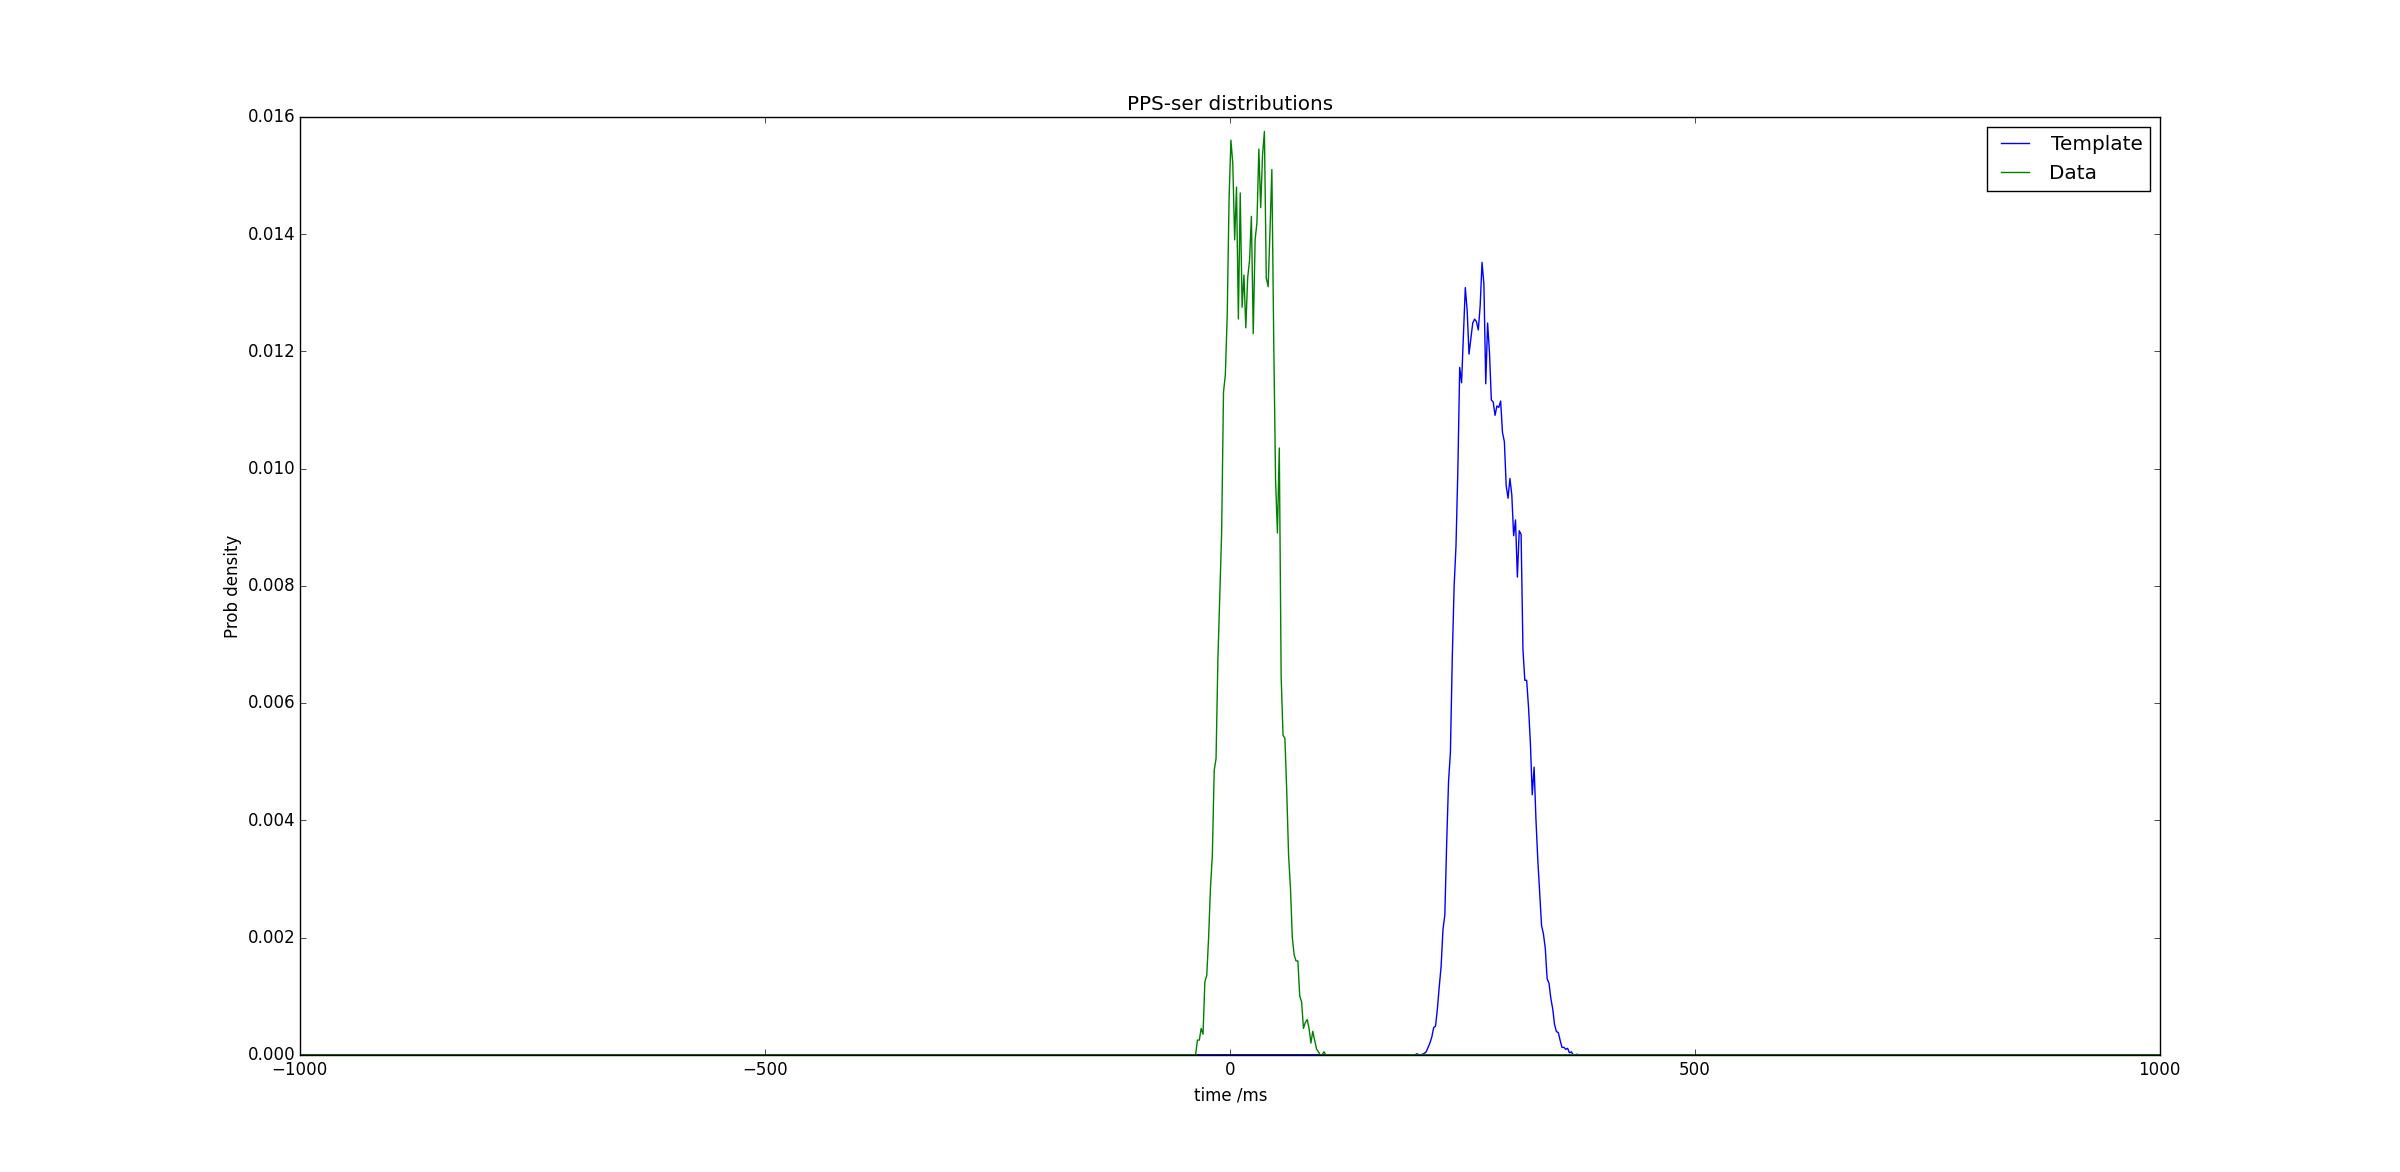 PPS-ser distributions
Template
Data
0.016
0.014
0.012
0.010
0.008
0.006
0.004
0.002
0.000
Prob density
−1000
−500
0
500
1000
time /ms